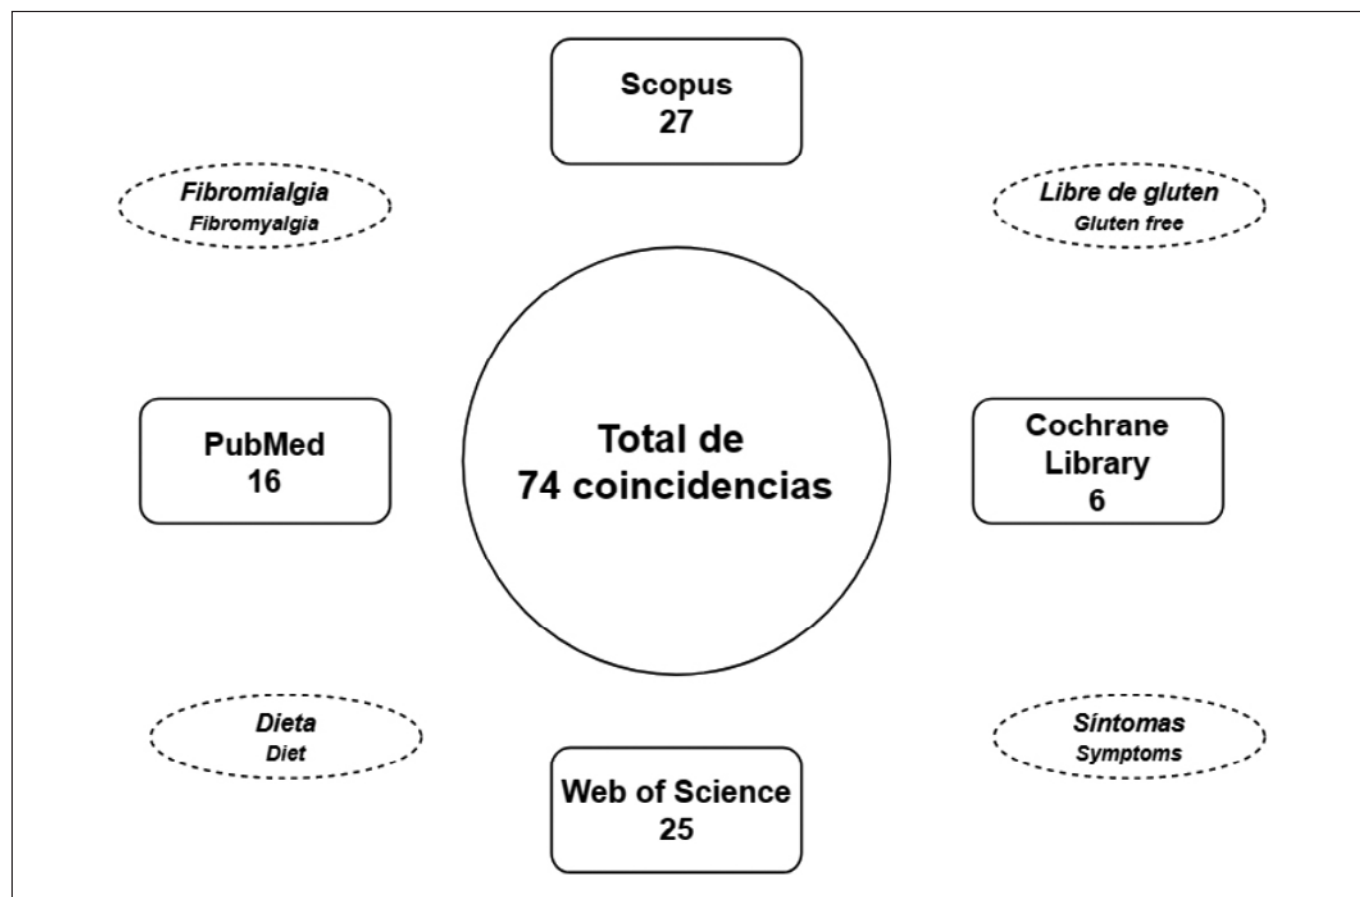 Scopus
27
Fibromialgia
Fibromyalgia
Libre de gluten
Gluten free
PubMed
16
Total de
74 coincidencias
Cochrane
Library
6
Dieta
Diet
Síntomas
Symptoms
Web of Science
25